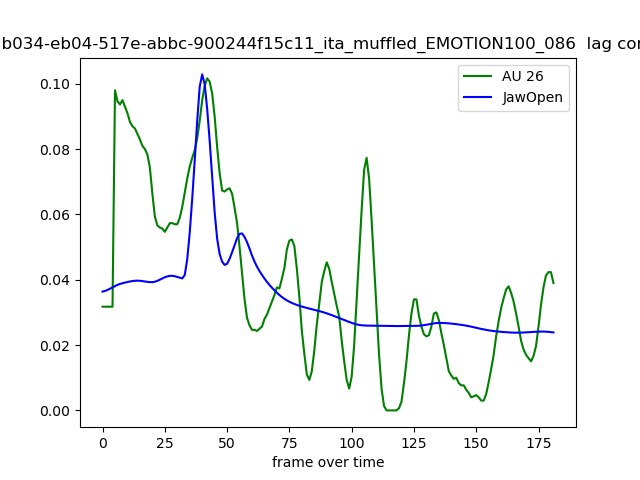 b034-eb04-517e-abbc-900244f15c11_ita_muffled_EMOTION100_086 lag cor
AU 26
JawOpen
0.10
0.08
0.06
0.04
0.02
0.00
0 25 50 75 100 125 150 175
frame over time